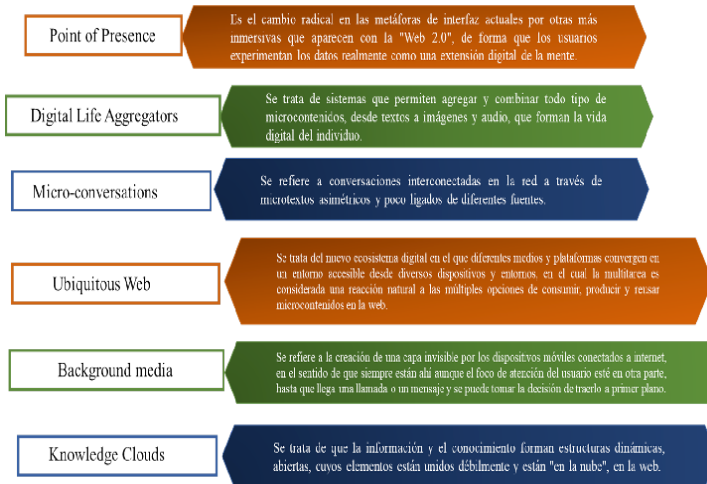 Point of Presence
Es el cambio radical en las metáforas de interfaz actuales por otras más
inmersivas que aparecen con la "Web 2.0", de forma que los usuarios
experimentan los datos realmente como una extensión digital de la mente.
Digital Life Aggregators
Se trata de sistemas que permiten agregar y combinar todo tipo de
microcontenidos, desde textos a imágenes y audio, que forman la vida
digital del individuo.
Micro-conversations
Se refiere a conversaciones interconectadas en la red a través de
microtextos asimétricos y poco ligados de diferentes fuentes.
Ubiquitous Web
Se trata del nuevo ecosistema digital en el que diferentes medios y plataformas convergen en
un entorno accesible desde diversos dispositivos y entornos, en el cual la multitarea es
considerada una reacción natural a las múltiples opciones de consumir, producir y reusar
microcontenidos en la web.
Background media
Se refiere a la creación de una capa invisible por los dispositivos móviles conectados a internet,
en el sentido de que siempre están ahí aunque el foco de atención del usuario esté en otra parte,
hasta que llega una llamada o un mensaje y se puede tomar la decisión de traerlo a primer plano.
Knowledge Clouds
Se trata de que la información y el conocimiento forman estructuras dinámicas,
abiertas, cuyos elementos están unidos débilmente y están "en la nube", en la web.